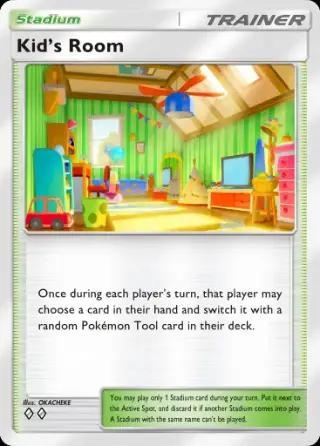 Stadium
TRAINER
Kid's Room
Once during each player's turn, that player may
choose a card in their hand and switch it with a
random Pokémon Tool card in their deck.
Illus. OKACHEKE
You may play only 1 Stadium card during your turn. Put it next to
the Active Spot, and discard it if another Stadium comes into play.
A Stadium with the same name can't be played.